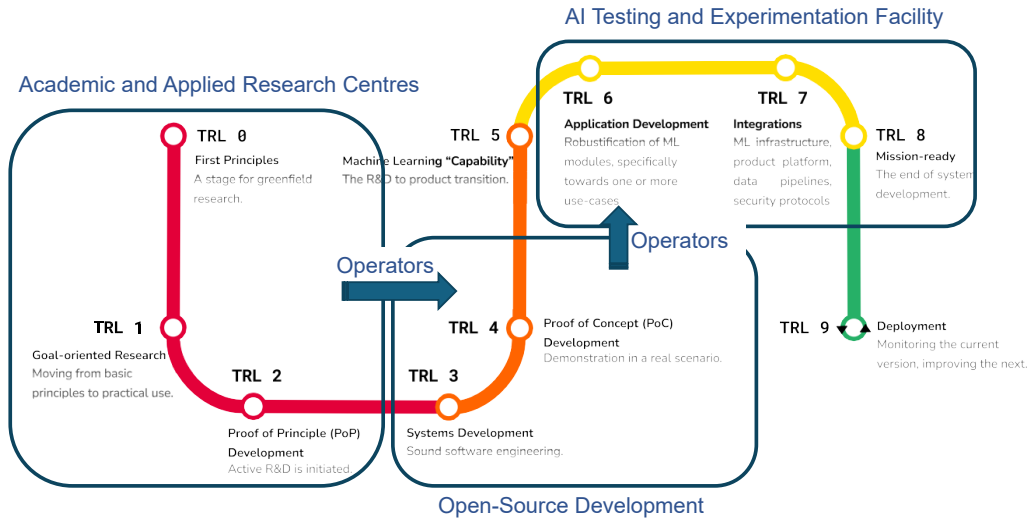 AI Testing and Experimentation Facility
Academic and Applied Research Centres
TRL 0
First Principles
A stage for greenfield
research.
TRL 1
Goal-oriented Research
Moving from basic
principles to practical use.
TRL 2
Proof of Principle (PoP)
Development
Active R&D is initiated.
Operators
TRL 3
Systems Development
Sound software engineering.
TRL 4
Proof of Concept (PoC)
Development
Demonstration in a real scenario.
TRL 5
Machine Learning “Capability”
The R&D to product transition.
Operators
TRL 6
Application Development
Robustification of ML
modules, specifically
towards one or more
use-cases
TRL 7
Integrations
ML infrastructure,
product platform,
data pipelines,
security protocols
TRL 8
Mission-ready
The end of system
development.
TRL 9
Deployment
Monitoring the current
version, improving the next.
Open-Source Development